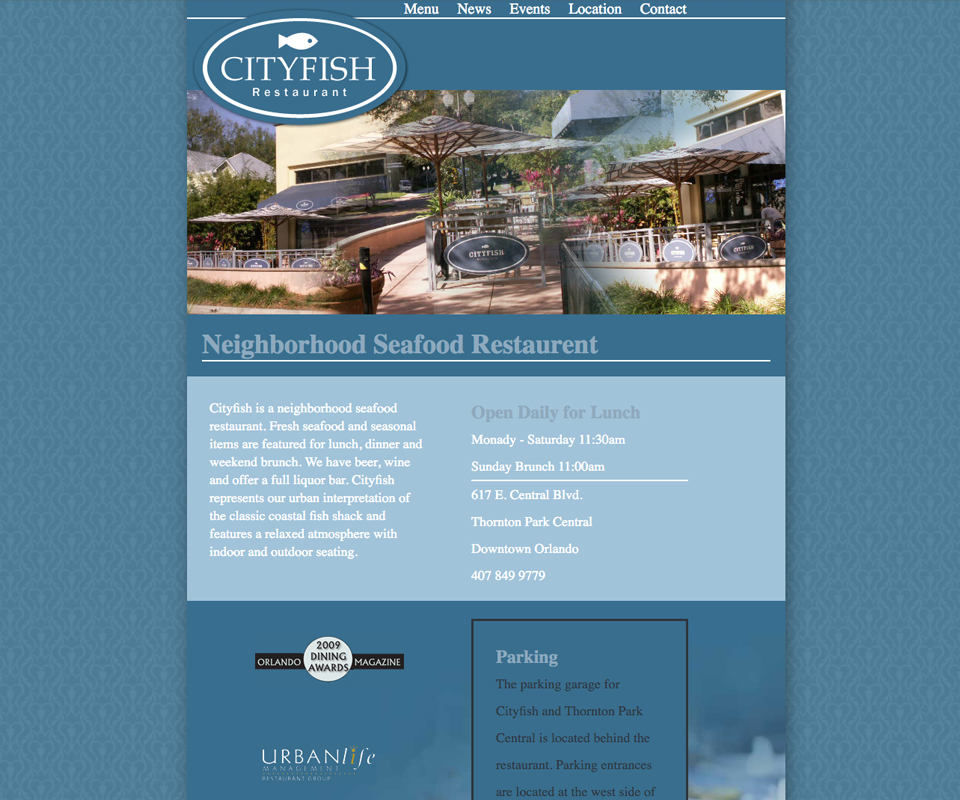 Menu News Events Location Contact
CITYFISH
Restaurant
CITYFISH
CITYFISH
Neighborhood Seafood Restaurent
Cityfish is a neighborhood seafood
restaurant. Fresh seafood and seasonal
items are featured for lunch, dinner and
weekend brunch. We have beer, wine
and offer a full liquor bar. Cityfish
represents our urban interpretation of
the classic coastal fish shack and
features a relaxed atmosphere with
indoor and outdoor seating.
Open Daily for Lunch
Monady - Saturday 11:30am
Sunday Brunch 11:00am
617 E. Central Blvd.
Thornton Park Central
Downtown Orlando
407 849 9779
2009
DINING
AWARDS
ORLANDO MAGAZINE
URBANlife
MANAGEMENT
RESTAURANT GROUP
Parking
The parking garage for
Cityfish and Thornton Park
Central is located behind the
restaurant. Parking entrances
are located at the west side of